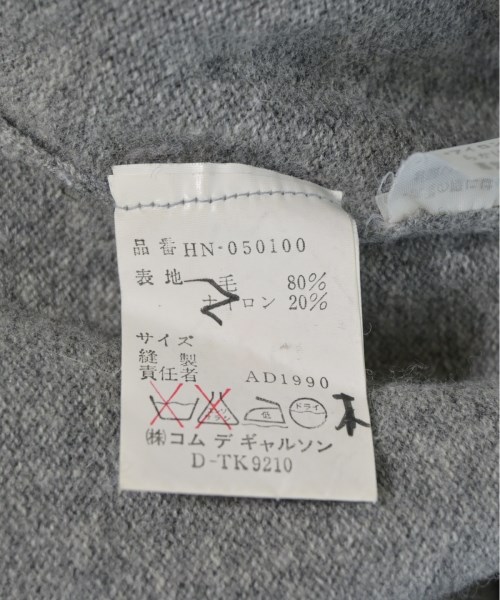 品番 HN-050100
表地 毛 80%
ナイロン 20%
サイズ
縫製
責任者 AD1990
低 ドライ
㈱コム デ ギャルソン
D-TK9210